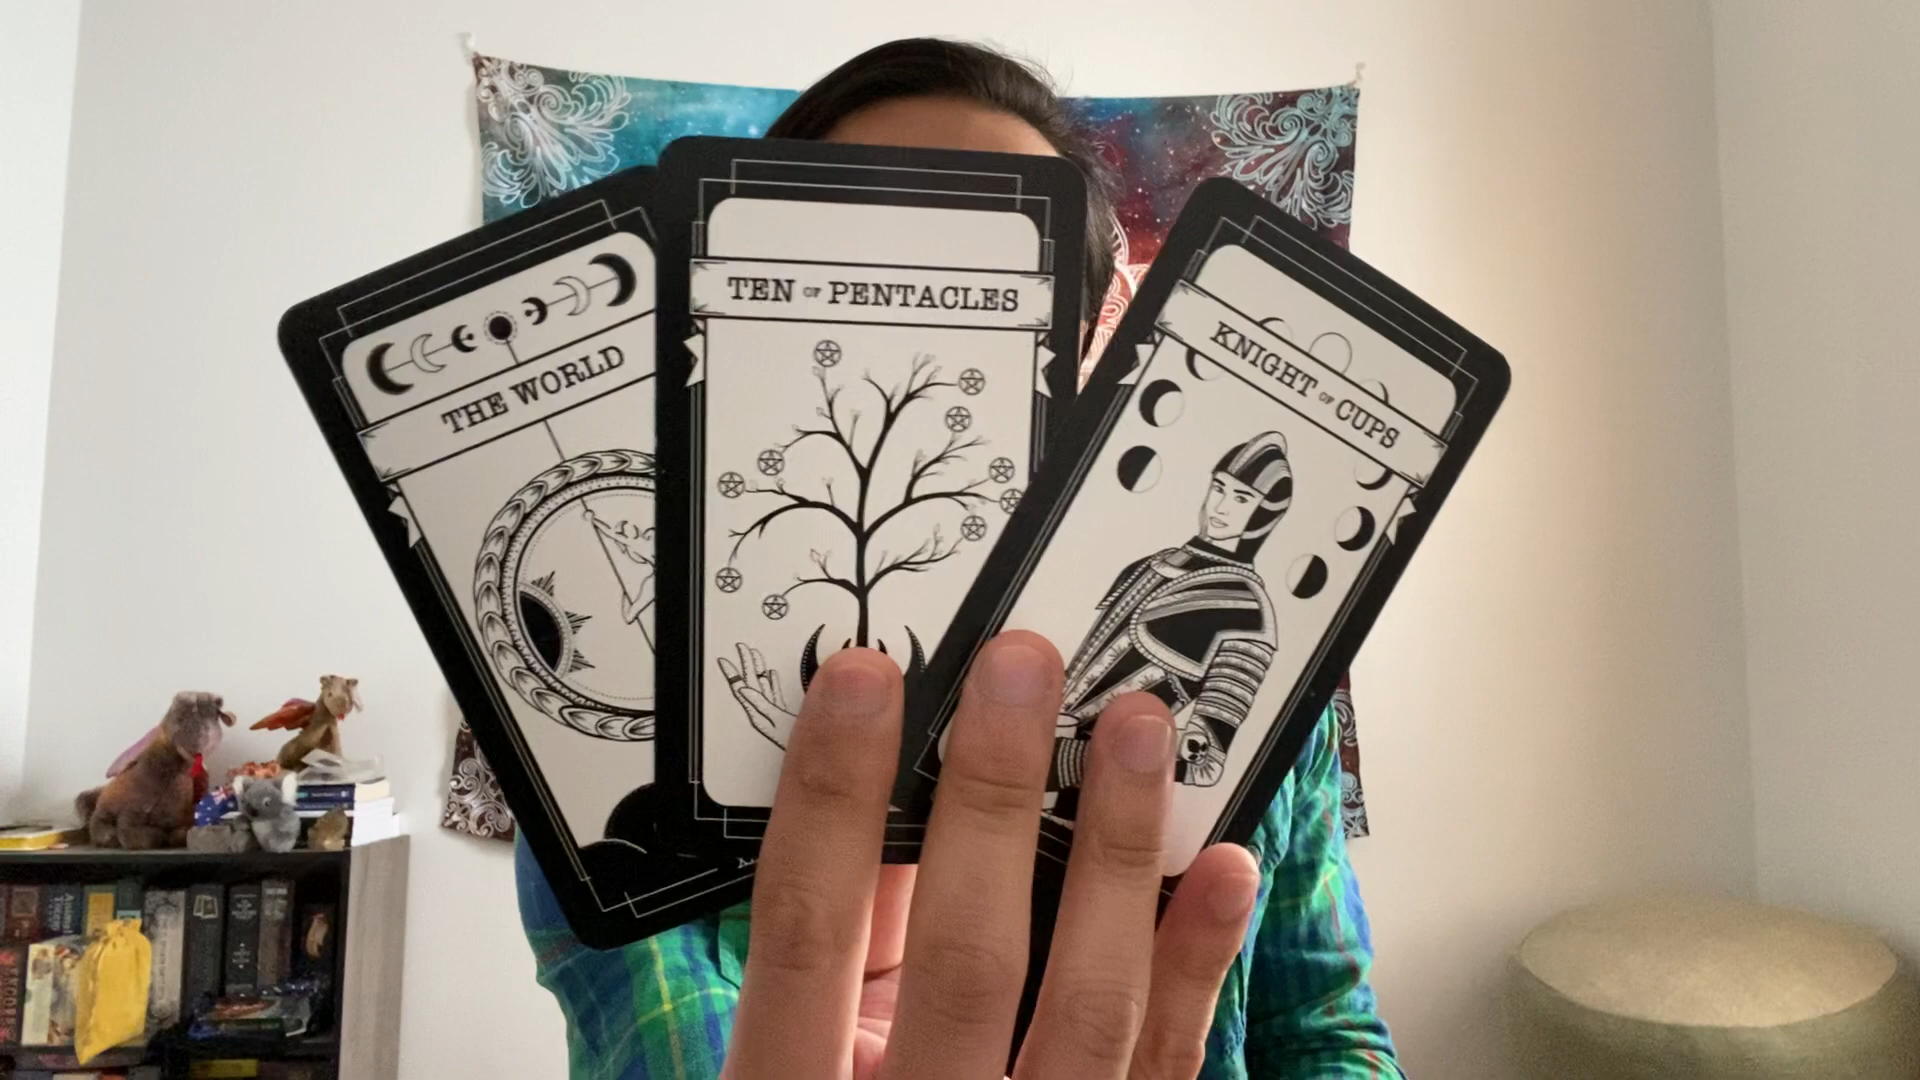 THE WORLD
TEN OF PENTACLES
KNIGHT OF CUPS